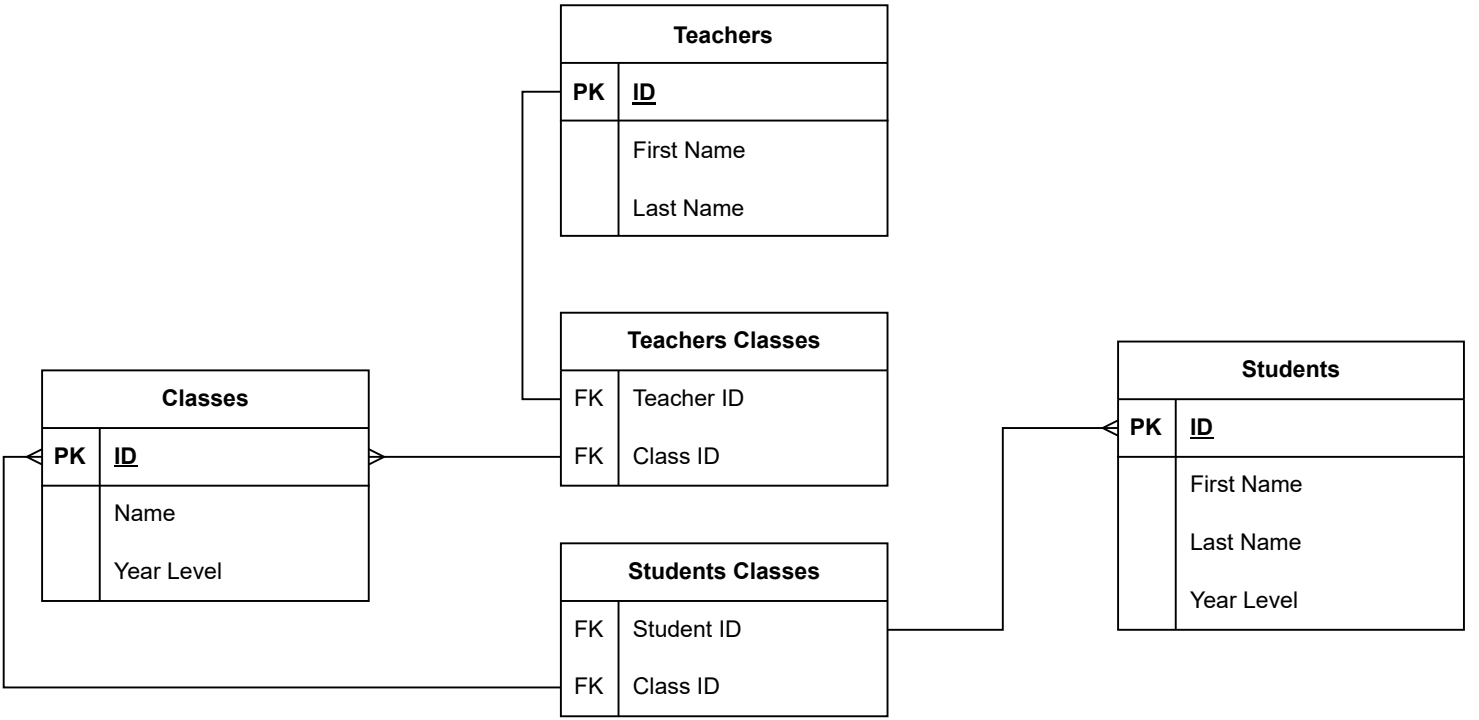 Teachers
PK ID
First Name
Last Name
Teachers Classes
FK Teacher ID
FK Class ID
Classes
PK ID
Name
Year Level
Students Classes
FK Student ID
FK Class ID
Students
PK ID
First Name
Last Name
Year Level